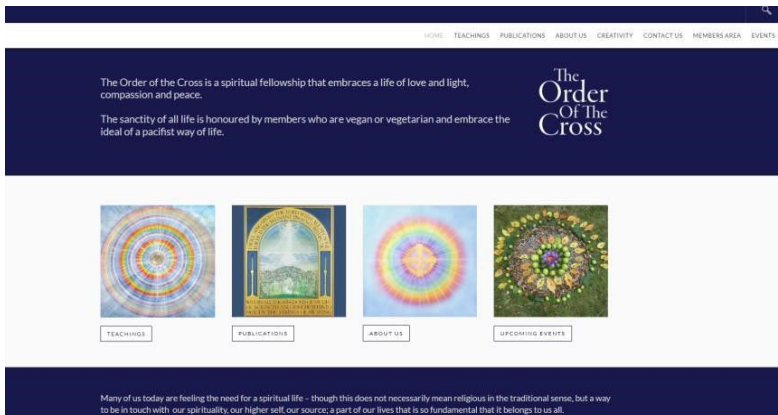 HOME TEACHINGS PUBLICATIONS ABOUT US CREATIVITY CONTACT US MEMBERS AREA EVENTS
The Order of the Cross is a spiritual fellowship that embraces a life of love and light,
compassion and peace.
The sanctity of all life is honoured by members who are vegan or vegetarian and embrace the
ideal of a pacifist way of life.
The
Order
Of The
Cross
TEACHINGS
PUBLICATIONS
ABOUT US
UPCOMING EVENTS
Many of us today are feeling the need for a spiritual life – though this does not necessarily mean religious in the traditional sense, but a way
to be in touch with our spirituality, our higher self, our source; a part of our lives that is so fundamental that it belongs to us all.